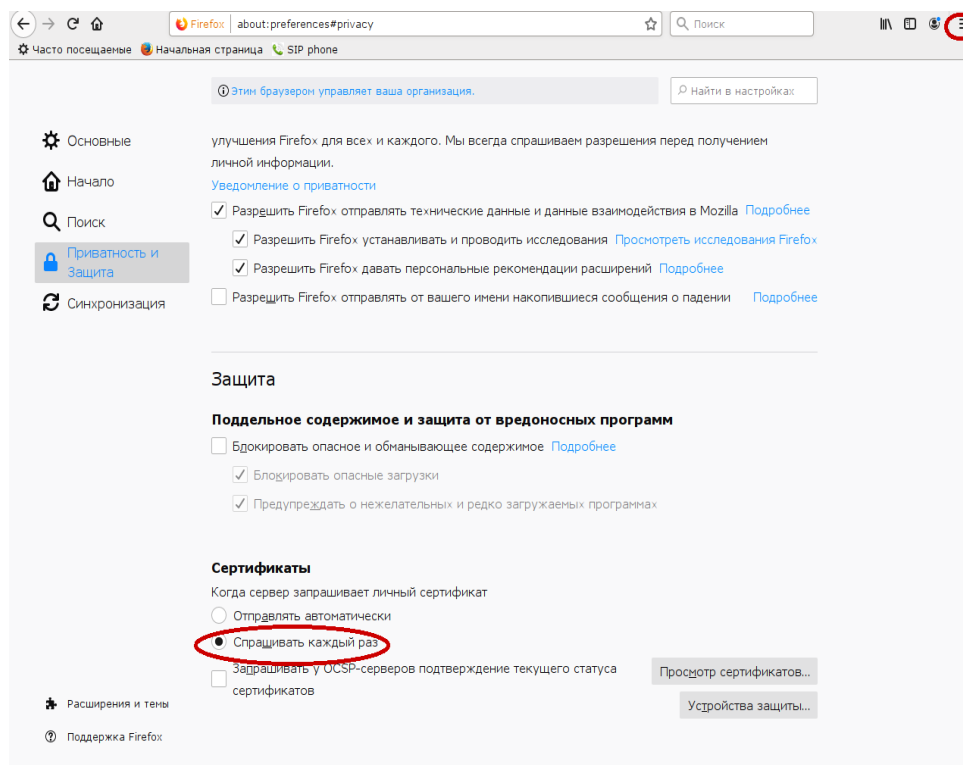 Firefox about:preferences#privacy Поиск
Часто посещаемые Начальная страница SIP phone
Этим браузером управляет ваша организация. Найти в настройках
Основные
Начало
Поиск
Приватность и
Защита
Синхронизация
улучшения Firefox для всех и каждого. Мы всегда спрашиваем разрешения перед получением
личной информации.
Уведомление о приватности
Разрешить Firefox отправлять технические данные и данные взаимодействия в Mozilla Подробнее
Разрешить Firefox устанавливать и проводить исследования Просмотреть исследования Firefox
Разрешить Firefox давать персональные рекомендации расширений Подробнее
Разрешить Firefox отправлять от вашего имени накопившиеся сообщения о падении Подробнее
Защита
Поддельное содержимое и защита от вредоносных программ
Блокировать опасное и обманывающее содержимое Подробнее
Блокировать опасные загрузки
Предупреждать о нежелательных и редко загружаемых программах
Сертификаты
Когда сервер запрашивает личный сертификат
Отправлять автоматически
Спрашивать каждый раз
Запрашивать у OCSP-серверов подтверждение текущего статуса
сертификатов
Просмотр сертификатов...
Устройства защиты...
Расширения и темы
Поддержка Firefox